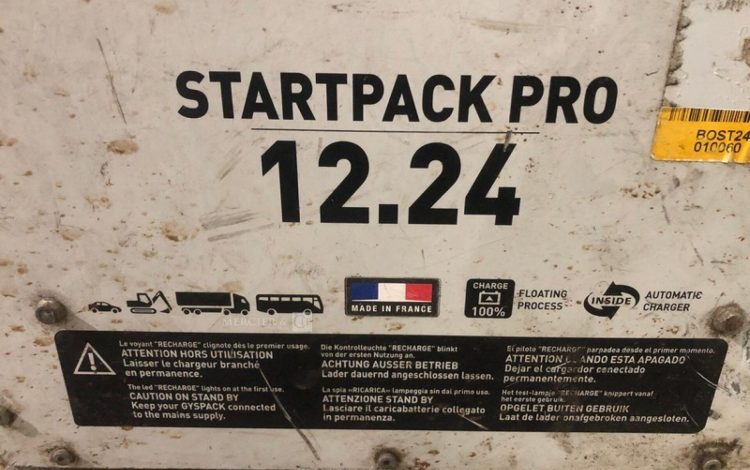 STARTPACK PRO
12.24
BOST24
010060
MADE IN FRANCE
CHARGE
100%
FLOATING
PROCESS
INSIDE
AUTOMATIC
CHARGER
Le voyant "RECHARGE" clignote dès le premier usage.
ATTENTION HORS UTILISATION
Laisser le chargeur branché
en permanence.
The led "RECHARGE" lights on at the first use.
CAUTION ON STAND BY
Keep your GYSPACK connected
to the mains supply.
Die Kontrolleuchte "RECHARGE" blinkt
von der ersten Nutzung an.
ACHTUNG AUSSER BETRIEB
Lader dauernd angeschlossen lassen.
La spia «RICARICA» lampeggia sin dal primo uso.
ATTENZIONE STAND BY
Lasciare il caricabatterie collegato
in permanenza.
El piloto "RECHARGE" parpadea desde el primer momento.
ATTENTION CUANDO ESTA APAGADO
Dejar el cargardor conectado
permanentemente.
Het test-lampje "RECHARGE" knippert vanaf
het eerste gebruik.
OPGELET BUITEN GEBRUIK
Laat de lader onafgebroken aangesloten.